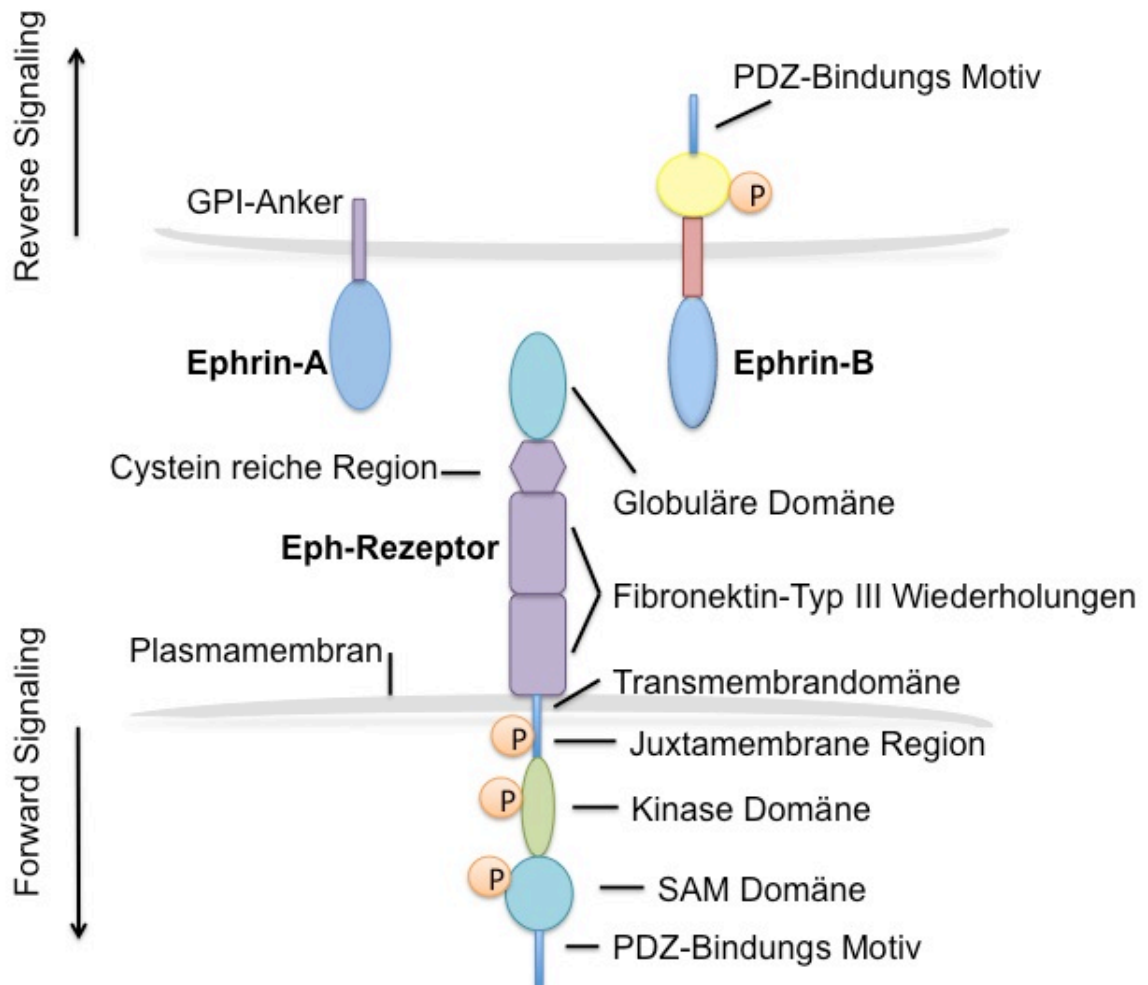 Reverse Signaling
PDZ-Bindungs Motiv
P
GPI-Anker
Ephrin-A
Ephrin-B
Cystein reiche Region
Globuläre Domäne
Eph-Rezeptor
Fibronektin-Typ III Wiederholungen
Plasmamembran
Transmembrandomäne
Forward Signaling
P
Juxtamembrane Region
P
Kinase Domäne
P
SAM Domäne
PDZ-Bindungs Motiv